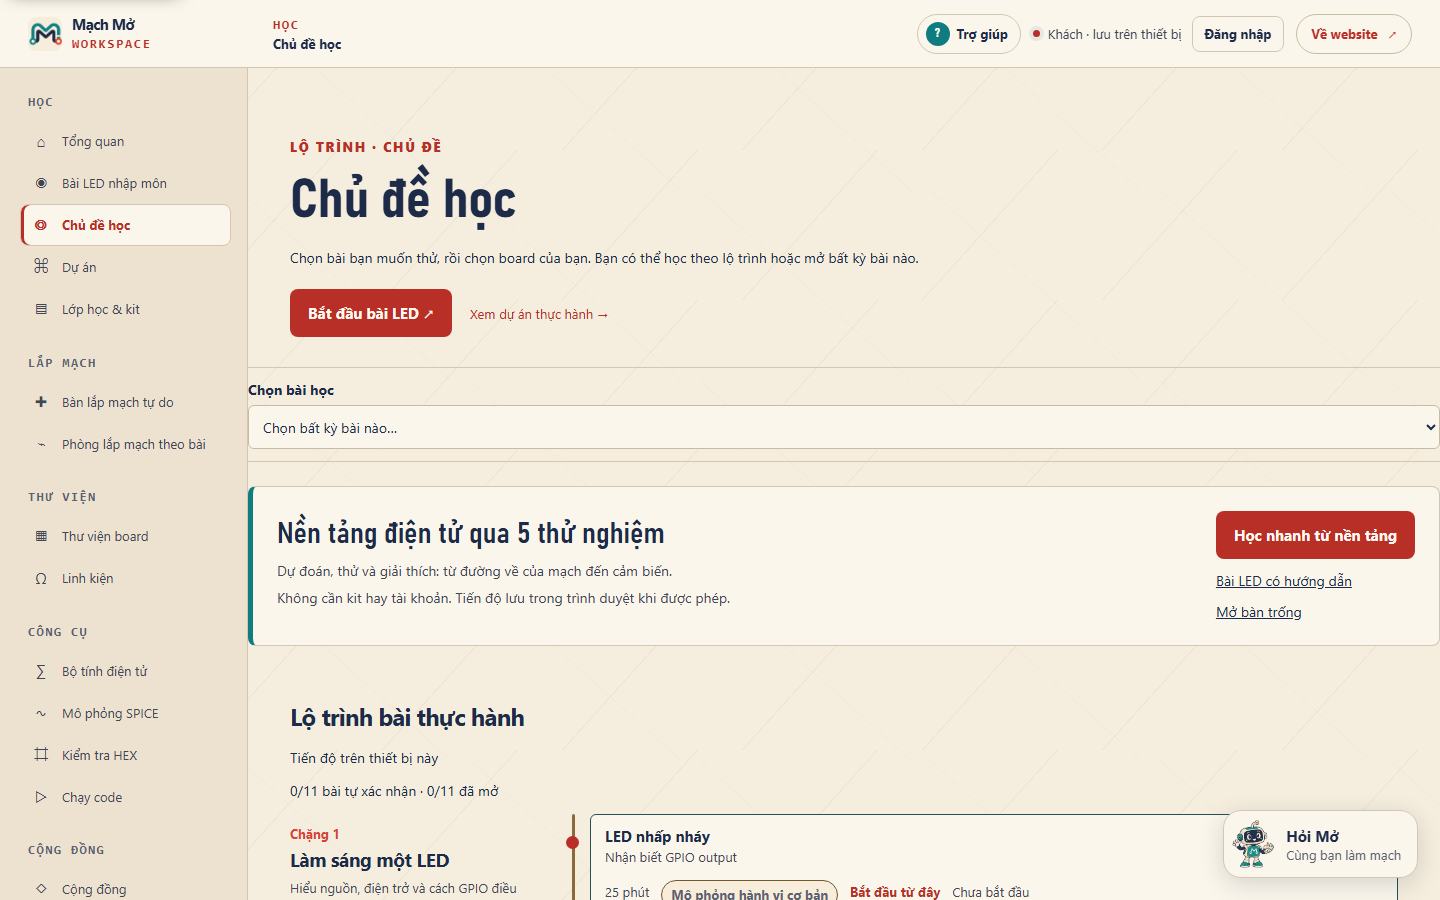 Mạch Mở
WORKSPACE
HỌC
Chủ đề học
? Trợ giúp
Khách · lưu trên thiết bị
Đăng nhập
Về website ↗
HỌC
Tổng quan
Bài LED nhập môn
Chủ đề học
Dự án
Lớp học & kit
LẮP MẠCH
Bàn lắp mạch tự do
Phòng lắp mạch theo bài
THƯ VIỆN
Thư viện board
Linh kiện
CÔNG CỤ
Bộ tính điện tử
Mô phỏng SPICE
Kiểm tra HEX
Chạy code
CỘNG ĐỒNG
Cộng đồng
LỘ TRÌNH · CHỦ ĐỀ
Chủ đề học
Chọn bài bạn muốn thử, rồi chọn board của bạn. Bạn có thể học theo lộ trình hoặc mở bất kỳ bài nào.
Bắt đầu bài LED ↗
Xem dự án thực hành →
Chọn bài học
Chọn bất kỳ bài nào...
Nền tảng điện tử qua 5 thử nghiệm
Dự đoán, thử và giải thích: từ đường về của mạch đến cảm biến.
Không cần kit hay tài khoản. Tiến độ lưu trong trình duyệt khi được phép.
Học nhanh từ nền tảng
Bài LED có hướng dẫn
Mở bàn trống
Lộ trình bài thực hành
Tiến độ trên thiết bị này
0/11 bài tự xác nhận · 0/11 đã mở
Chặng 1
Làm sáng một LED
Hiểu nguồn, điện trở và cách GPIO điều
LED nhấp nháy
Nhận biết GPIO output
25 phút
Mô phỏng hành vi cơ bản
Bắt đầu từ đây
Chưa bắt đầu
Hỏi Mở
Cùng bạn làm mạch